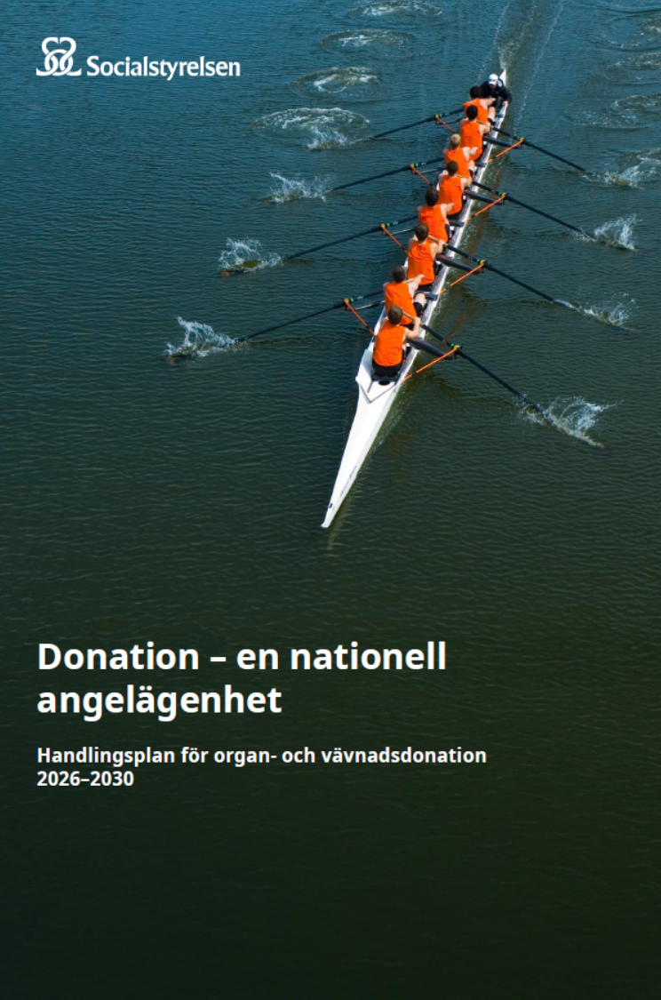 Socialstyrelsen
Donation – en nationell
angelägenhet
Handlingsplan för organ- och vävnadsdonation
2026–2030